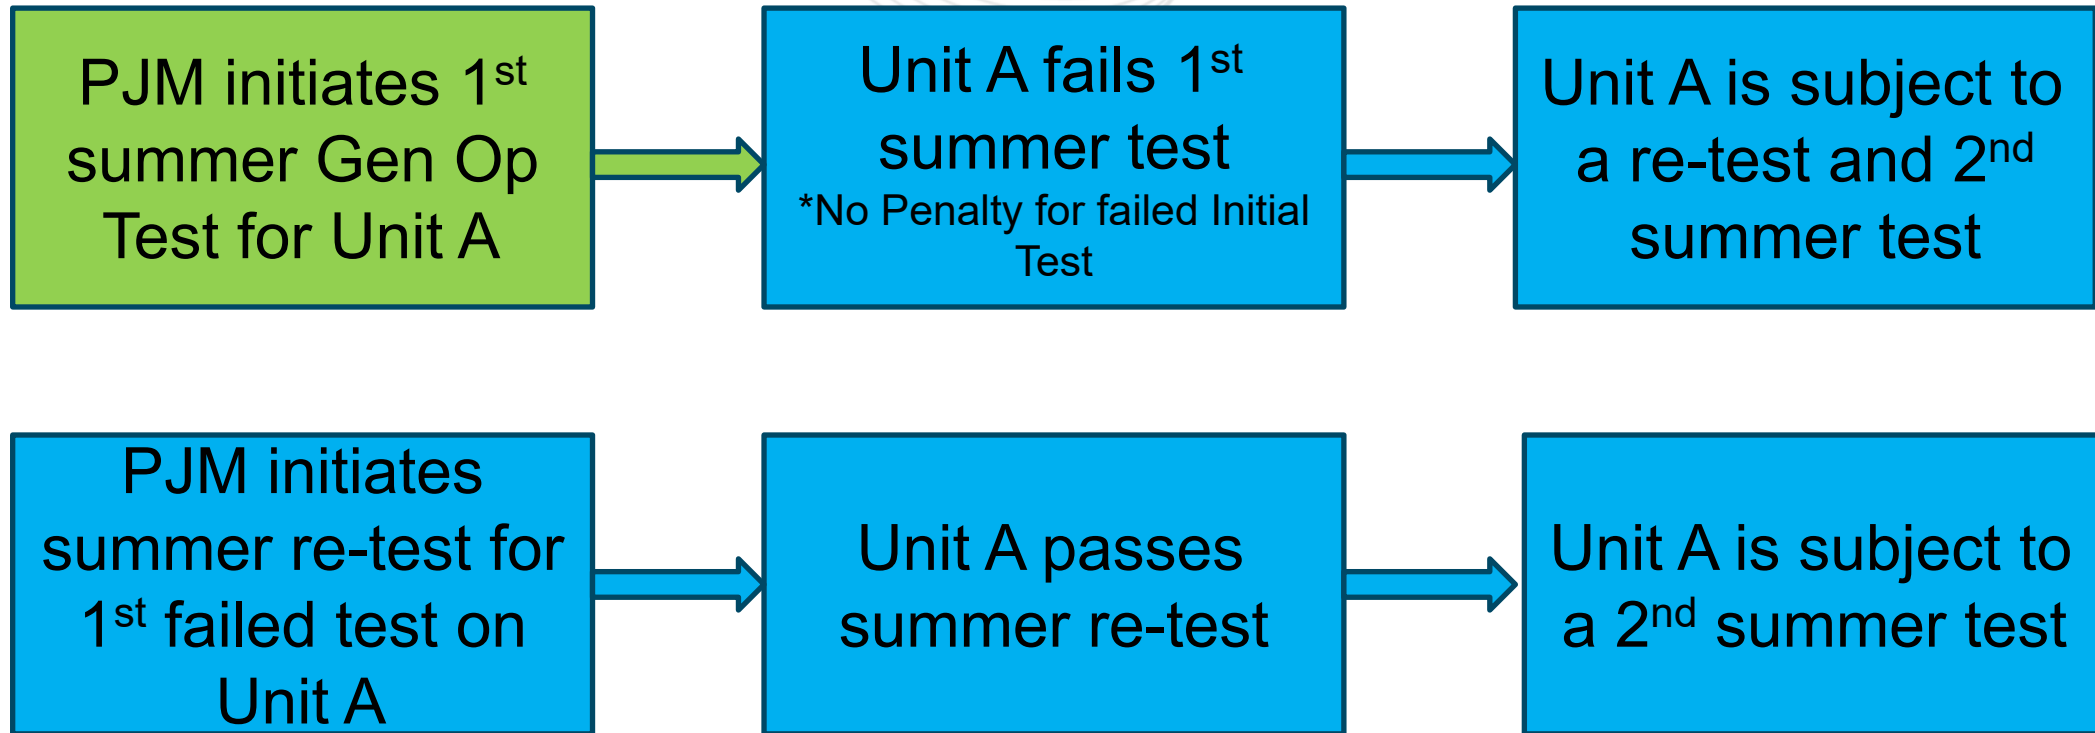 PJM initiates 1st
summer Gen Op
Test for Unit A
Unit A fails 1st
summer test
*No Penalty for failed Initial
Test
Unit A is subject to
a re-test and 2nd
summer test
PJM initiates
summer re-test for
1st failed test on
Unit A
Unit A passes
summer re-test
Unit A is subject to
a 2nd summer test